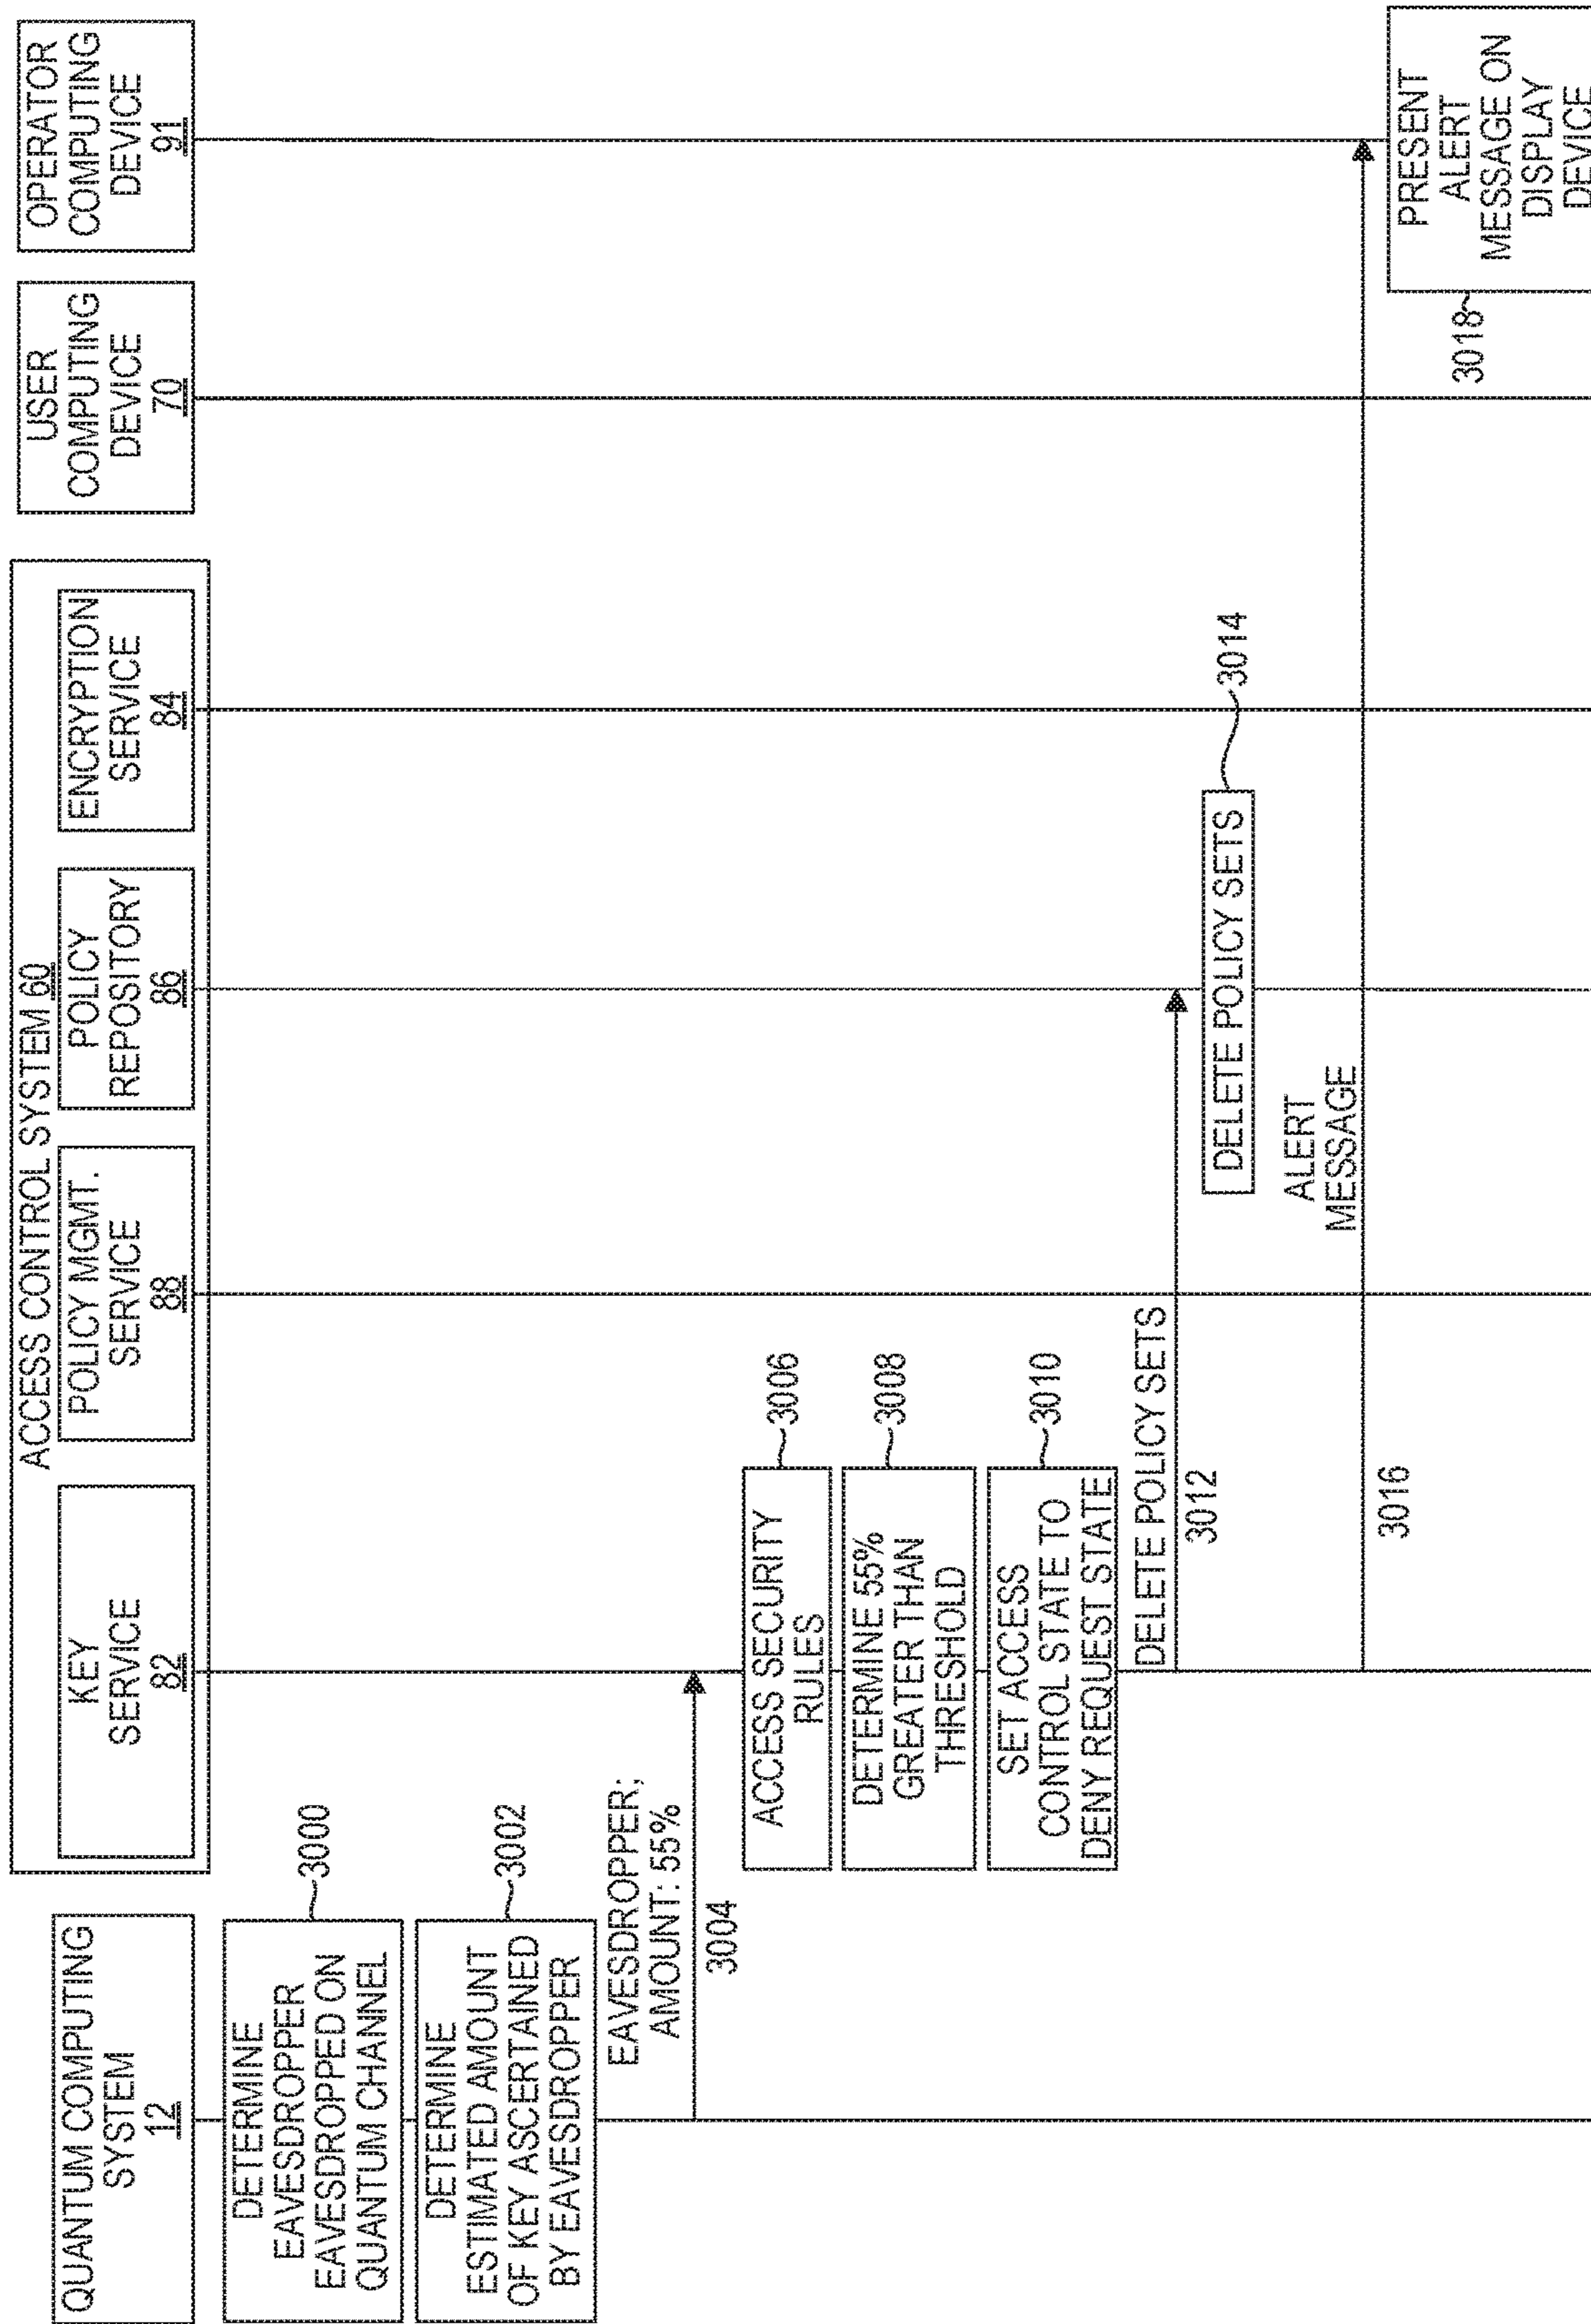 QUANTUM COMPUTING
SYSTEM
12
ACCESS CONTROL SYSTEM 60
KEY
SERVICE
82
POLICY MGMT.
SERVICE
88
POLICY
REPOSITORY
86
ENCRYPTION
SERVICE
84
USER
COMPUTING
DEVICE
70
OPERATOR
COMPUTING
DEVICE
91
DETERMINE
EAVESDROPPER
EAVESDROPPED ON
QUANTUM CHANNEL
3000
DETERMINE
ESTIMATED AMOUNT
OF KEY ASCERTAINED
BY EAVESDROPPER
3002
EAVESDROPPER;
AMOUNT: 55%
3004
ACCESS SECURITY
RULES
3006
DETERMINE 55%
GREATER THAN
THRESHOLD
3008
SET ACCESS
CONTROL STATE TO
DENY REQUEST STATE
3010
DELETE POLICY SETS
3012
DELETE POLICY SETS
3014
ALERT
MESSAGE
3016
PRESENT
ALERT
MESSAGE ON
DISPLAY
DEVICE
3018